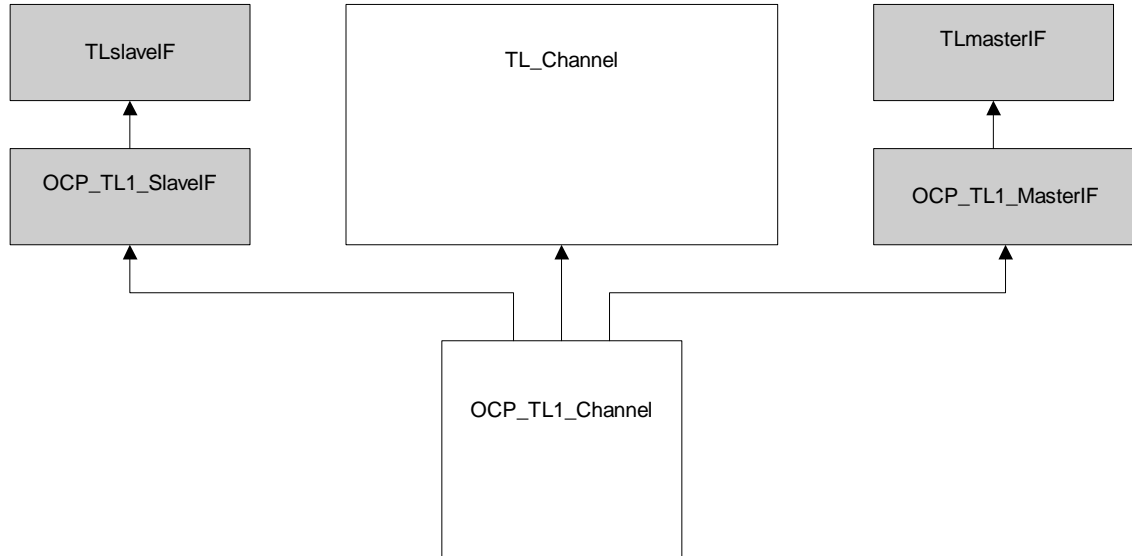 TLslaveIF
TL_Channel
TLmasterIF
OCP_TL1_SlaveIF
OCP_TL1_MasterIF
OCP_TL1_Channel